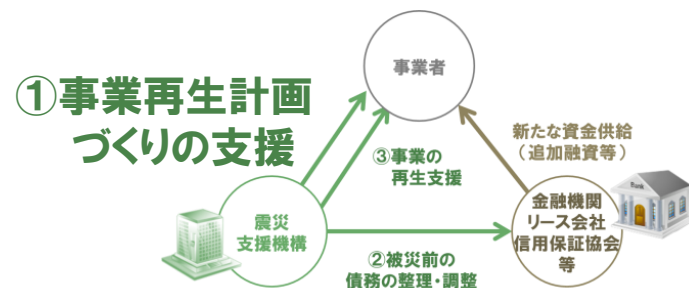 ①事業再生計画
づくりの支援
事業者
③事業の
再生支援
新たな資金供給
（追加融資等）
震災
支援機構
②被災前の
債務の整理・調整
Bank
金融機関
リース会社
信用保証協会
等